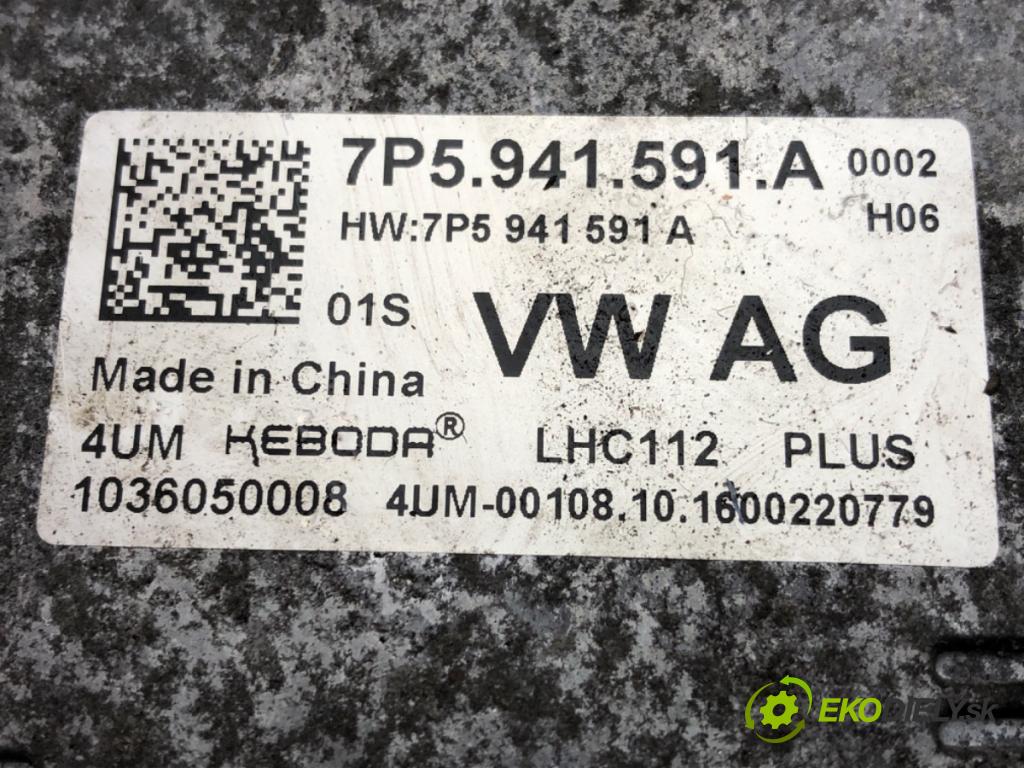 7P5.941.591.A 0002
HW:7P5 941 591 A H06
01S VW AG
Made in China
4UM KEBODA® LHC112 PLUS
1036050008 4UM-00108.10.1600220779
EKODIELY.sk